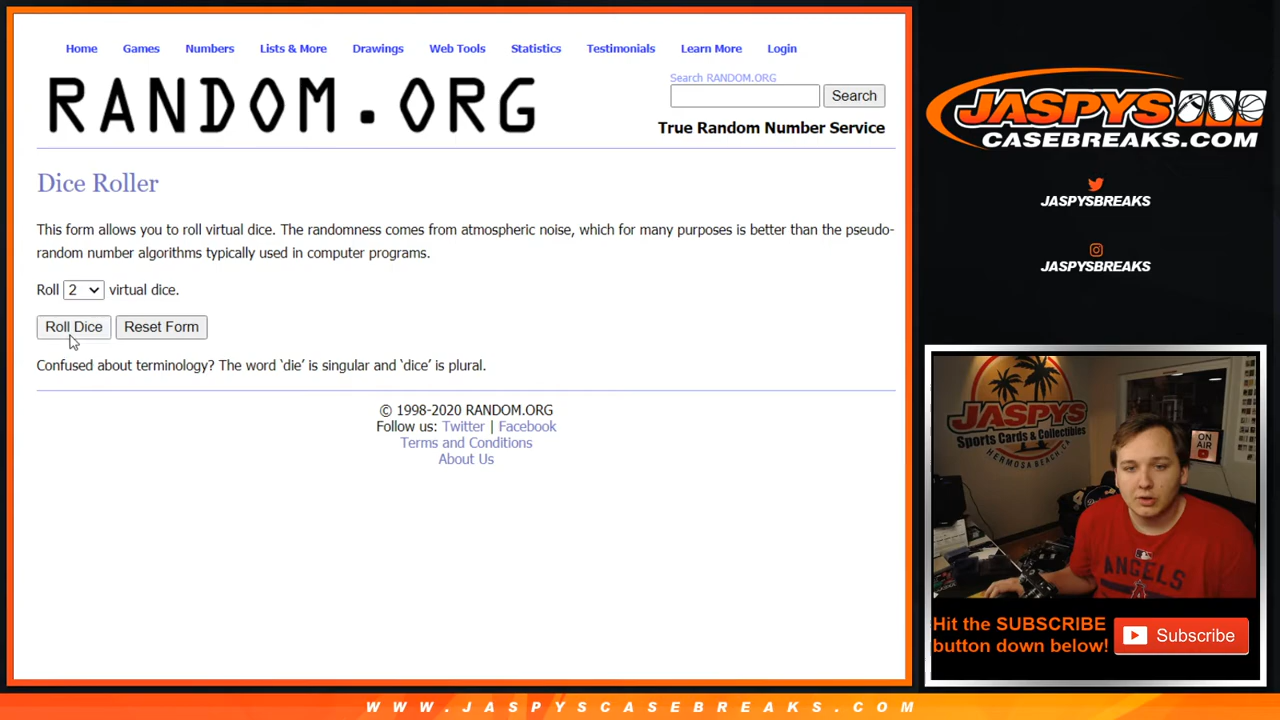 Home Games Numbers Lists & More Drawings Web Tools Statistics Testimonials Learn More Login
RANDOM.ORG
Search RANDOM.ORG
Search
True Random Number Service
Dice Roller
This form allows you to roll virtual dice. The randomness comes from atmospheric noise, which for many purposes is better than the pseudo-
random number algorithms typically used in computer programs.
Roll 2 virtual dice.
Roll Dice Reset Form
Confused about terminology? The word ‘die’ is singular and ‘dice’ is plural.
© 1998-2020 RANDOM.ORG
Follow us: Twitter | Facebook
Terms and Conditions
About Us
JASPYS
CASEBREAKS.COM
JASPYSBREAKS
JASPYSBREAKS
JASPYS
Sports Cards & Collectibles
HERMOSA BEACH, CA
ON
AIR
ANGELS
Hit the SUBSCRIBE
button down below!
Subscribe
WWW.JASPYSCASEBREAKS.COM